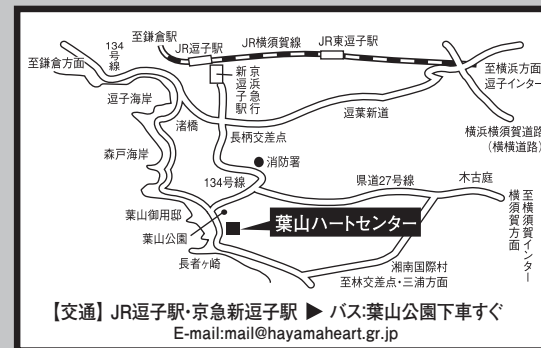 至鎌倉駅
134号線
JR逗子駅
JR横須賀線
JR東逗子駅
至鎌倉方面
京浜急行
新逗子駅
至横浜方面
逗子インター
逗子海岸
渚橋
逗葉新道
長柄交差点
横浜横須賀道路
(横横道路)
森戸海岸
消防署
134号線
県道27号線
木古庭
至横須賀インター
横須賀方面
葉山御用邸
葉山公園
葉山ハートセンター
長者ヶ崎
湘南国際村
至林交差点・三浦方面
【交通】JR逗子駅・京急新逗子駅 ▶ バス:葉山公園下車すぐ
E-mail:mail@hayamaheart.gr.jp